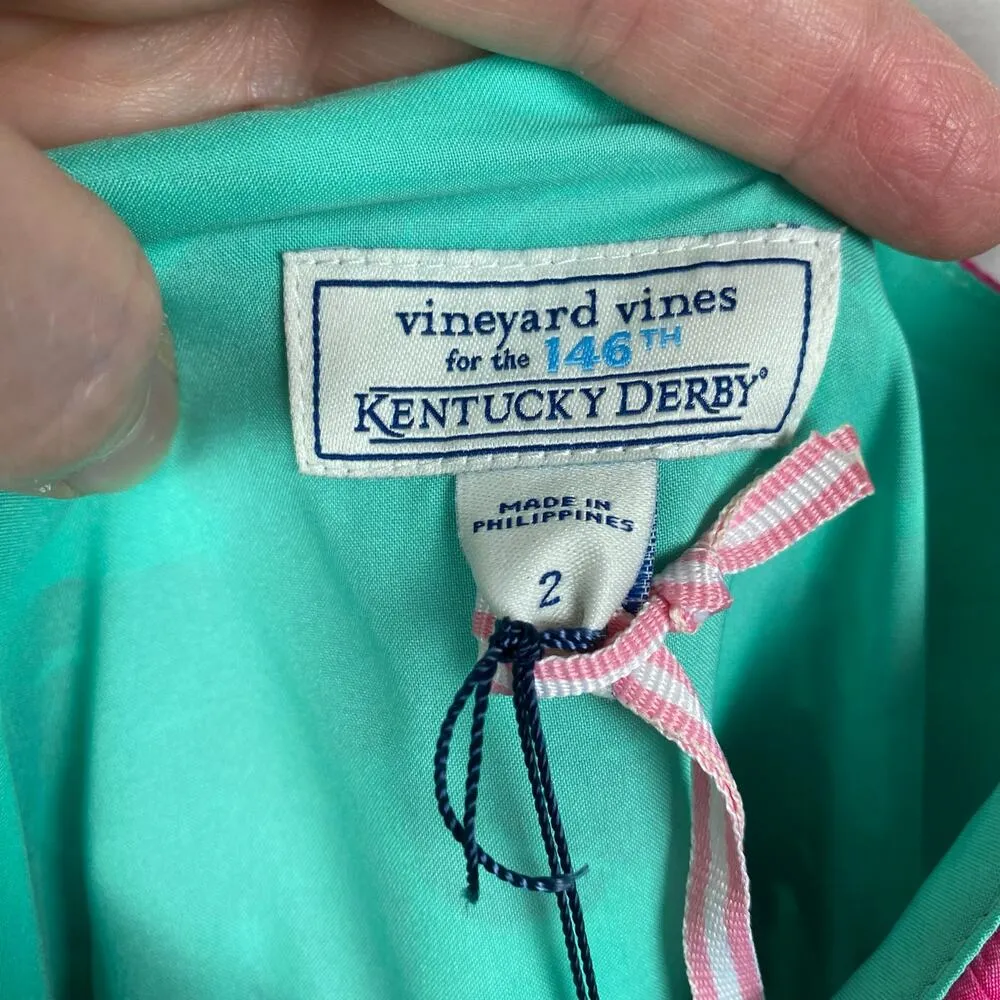 vineyard vines
for the 146TH
KENTUCKY DERBY®
MADE IN
PHILIPPINES
2